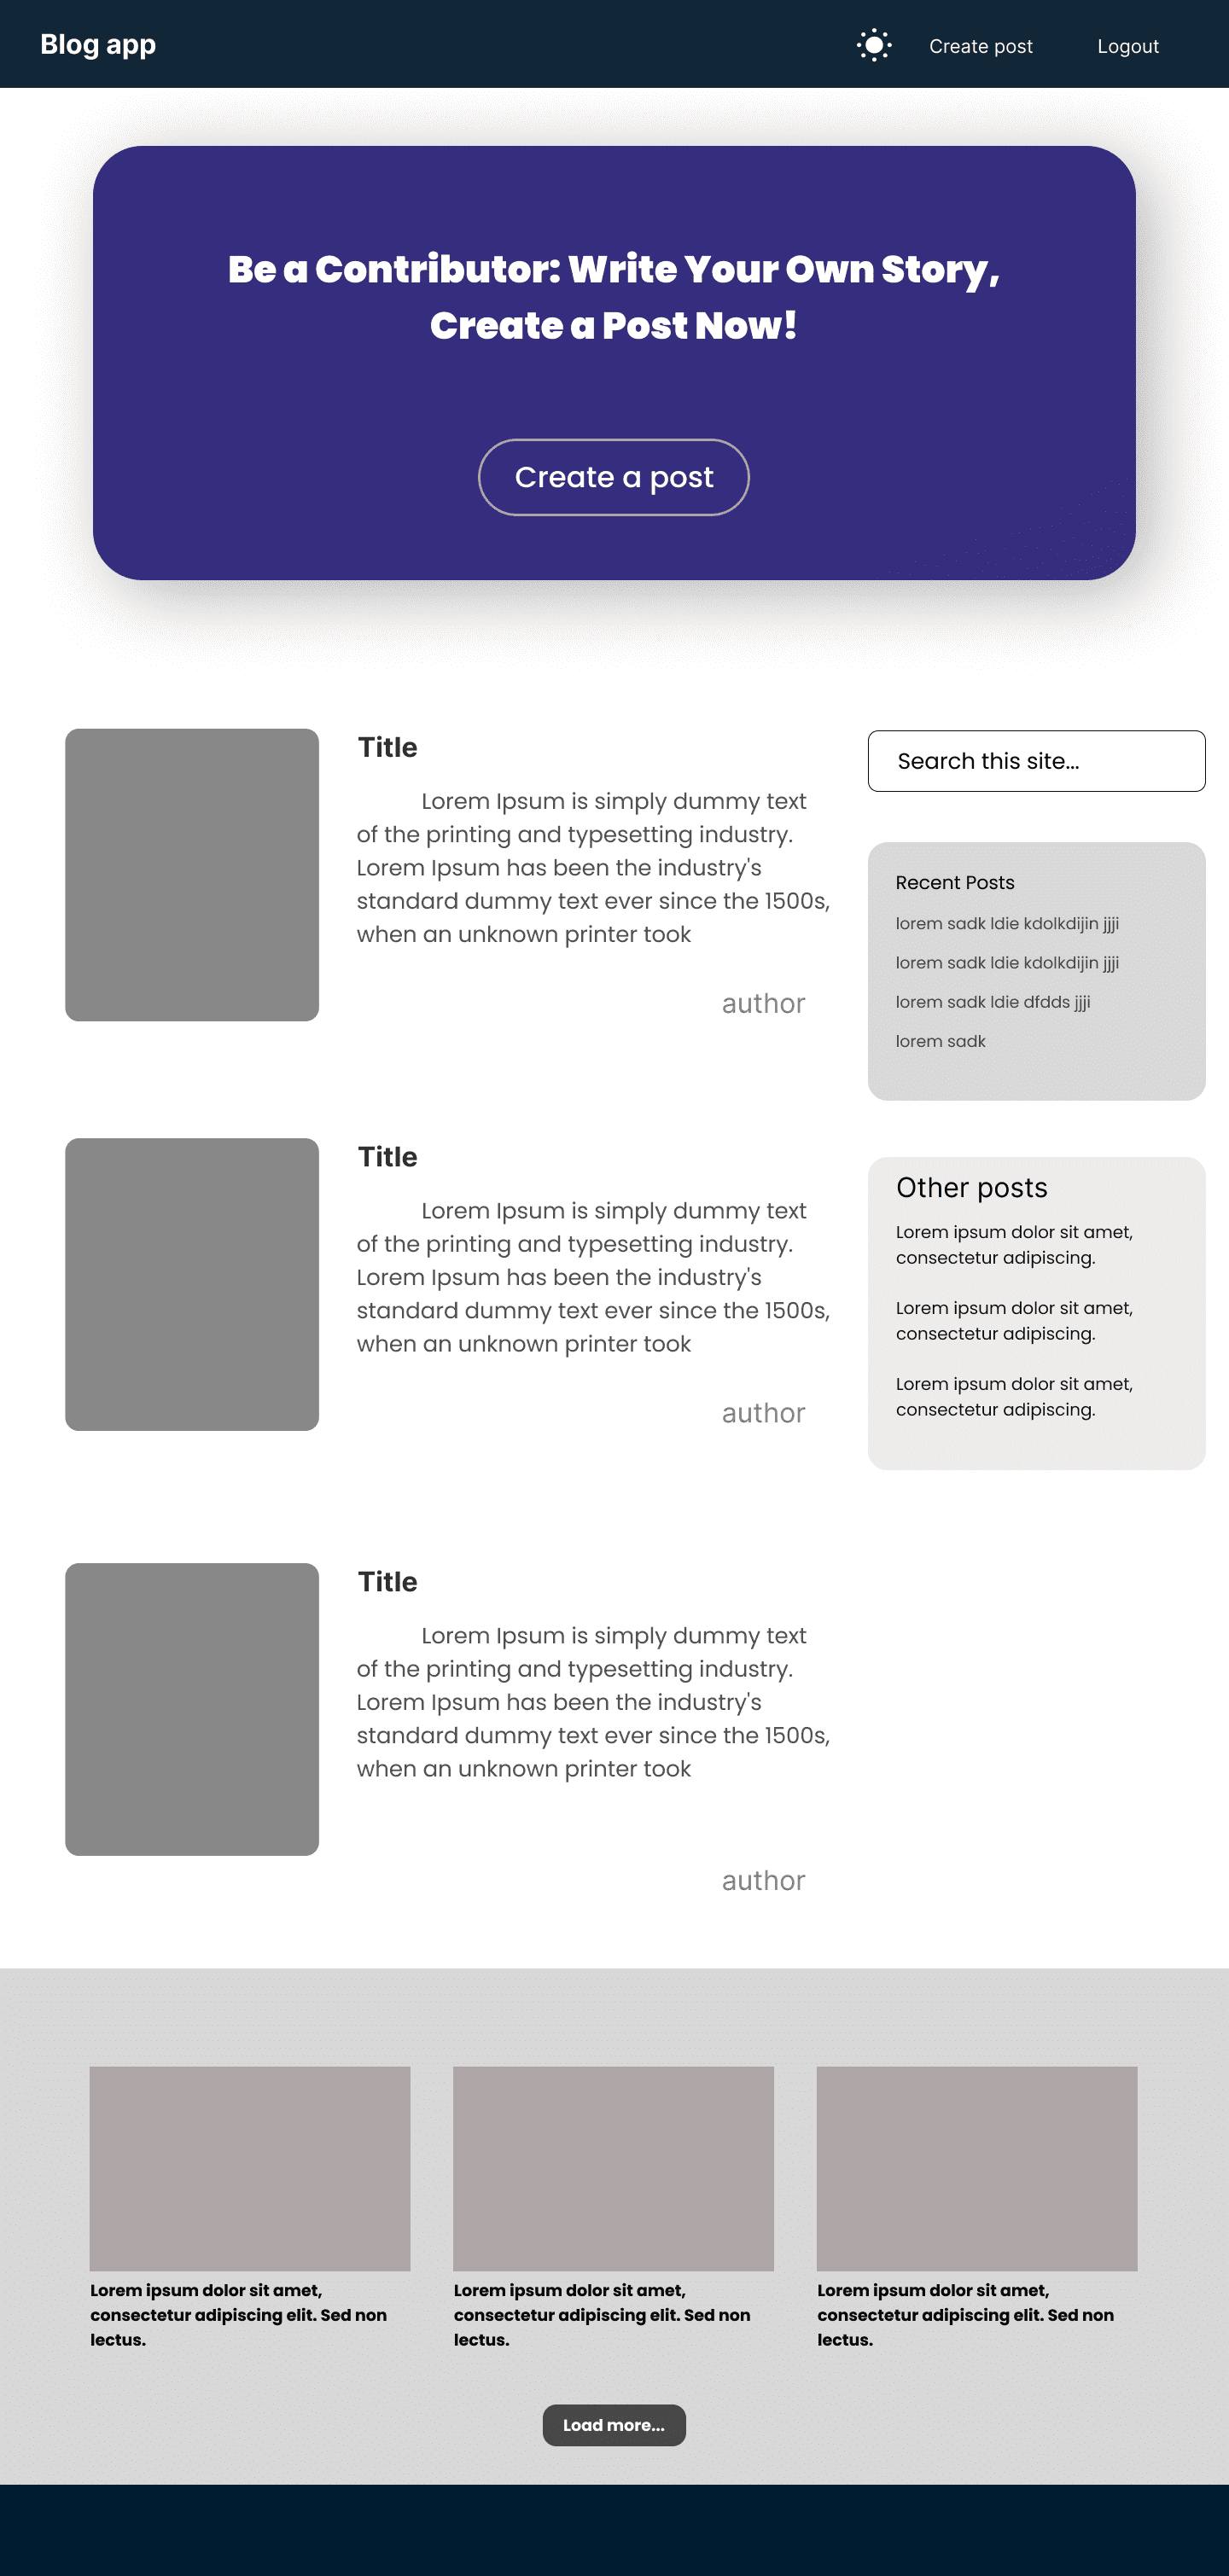 Blog app
Create post
Logout
Be a Contributor: Write Your Own Story,
Create a Post Now!
Create a post
Title
Lorem Ipsum is simply dummy text
of the printing and typesetting industry.
Lorem Ipsum has been the industry's
standard dummy text ever since the 1500s,
when an unknown printer took
author
Title
Lorem Ipsum is simply dummy text
of the printing and typesetting industry.
Lorem Ipsum has been the industry's
standard dummy text ever since the 1500s,
when an unknown printer took
author
Title
Lorem Ipsum is simply dummy text
of the printing and typesetting industry.
Lorem Ipsum has been the industry's
standard dummy text ever since the 1500s,
when an unknown printer took
author
Search this site...
Recent Posts
lorem sadk ldie kdolkdijin jjji
lorem sadk ldie kdolkdijin jjji
lorem sadk ldie dfdds jjji
lorem sadk
Other posts
Lorem ipsum dolor sit amet,
consectetur adipiscing.
Lorem ipsum dolor sit amet,
consectetur adipiscing.
Lorem ipsum dolor sit amet,
consectetur adipiscing.
Lorem ipsum dolor sit amet,
consectetur adipiscing elit. Sed non
lectus.
Lorem ipsum dolor sit amet,
consectetur adipiscing elit. Sed non
lectus.
Lorem ipsum dolor sit amet,
consectetur adipiscing elit. Sed non
lectus.
Load more...